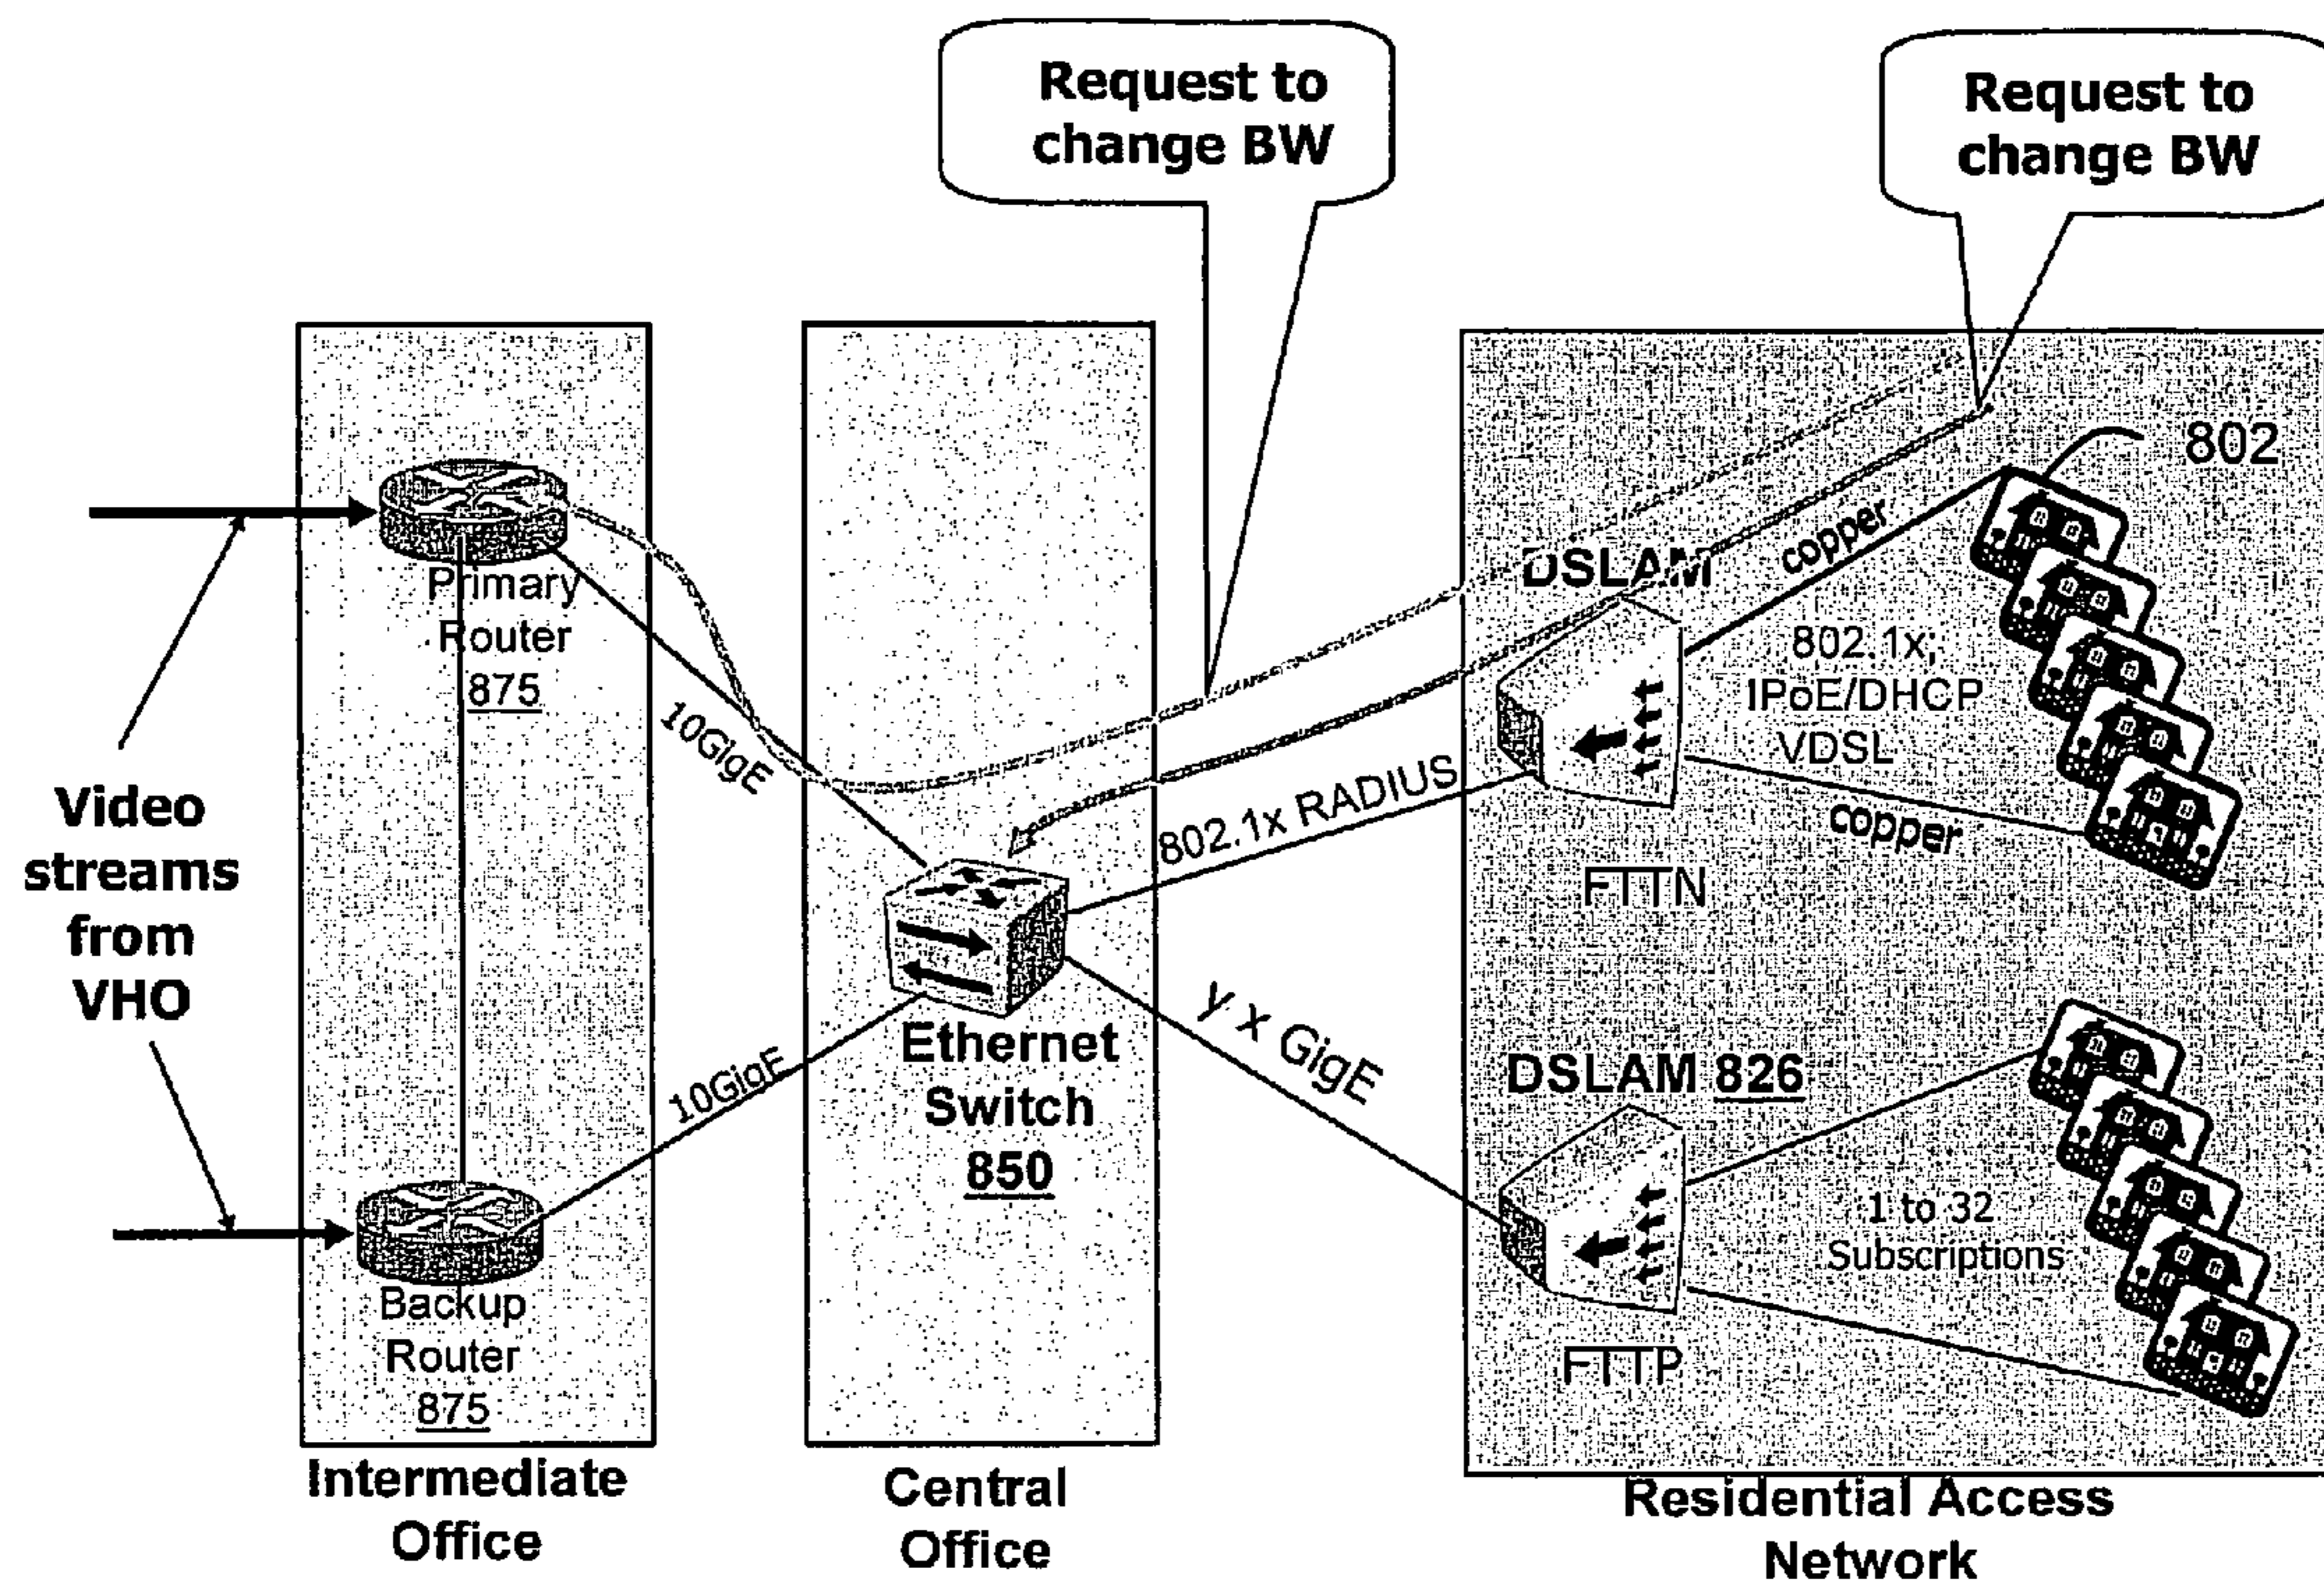 Request to
change BW
Request to
change BW
802
DSLAM
copper
Primary
Router
875
802.1x,
IPoE/DHCP
VDSL
10GigE
802.1x RADIUS
copper
Video
streams
from
VHO
FTTN
Ethernet
Switch
850
y x GigE
10GigE
DSLAM 826
1 to 32
Subscriptions
Backup
Router
875
FTTP
Intermediate
Office
Central
Office
Residential Access
Network